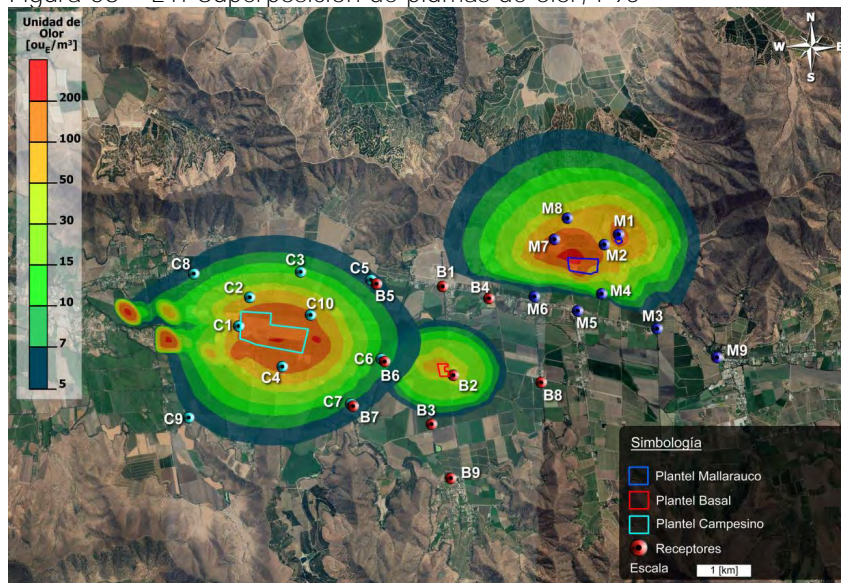 Unidad de
Olor
[ouE/m³]
200
100
50
30
15
10
7
5
N
W
E
S
M8
M1
M7
M2
M4
M6
M5
M3
M9
C8
C3
C5
B5
B1
B4
C2
C10
C1
C6
B6
B2
C4
B8
C7
B7
C9
B3
B9
Simbología
Plantel Mallarauco
Plantel Basal
Plantel Campesino
Receptores
Escala 1 [km]